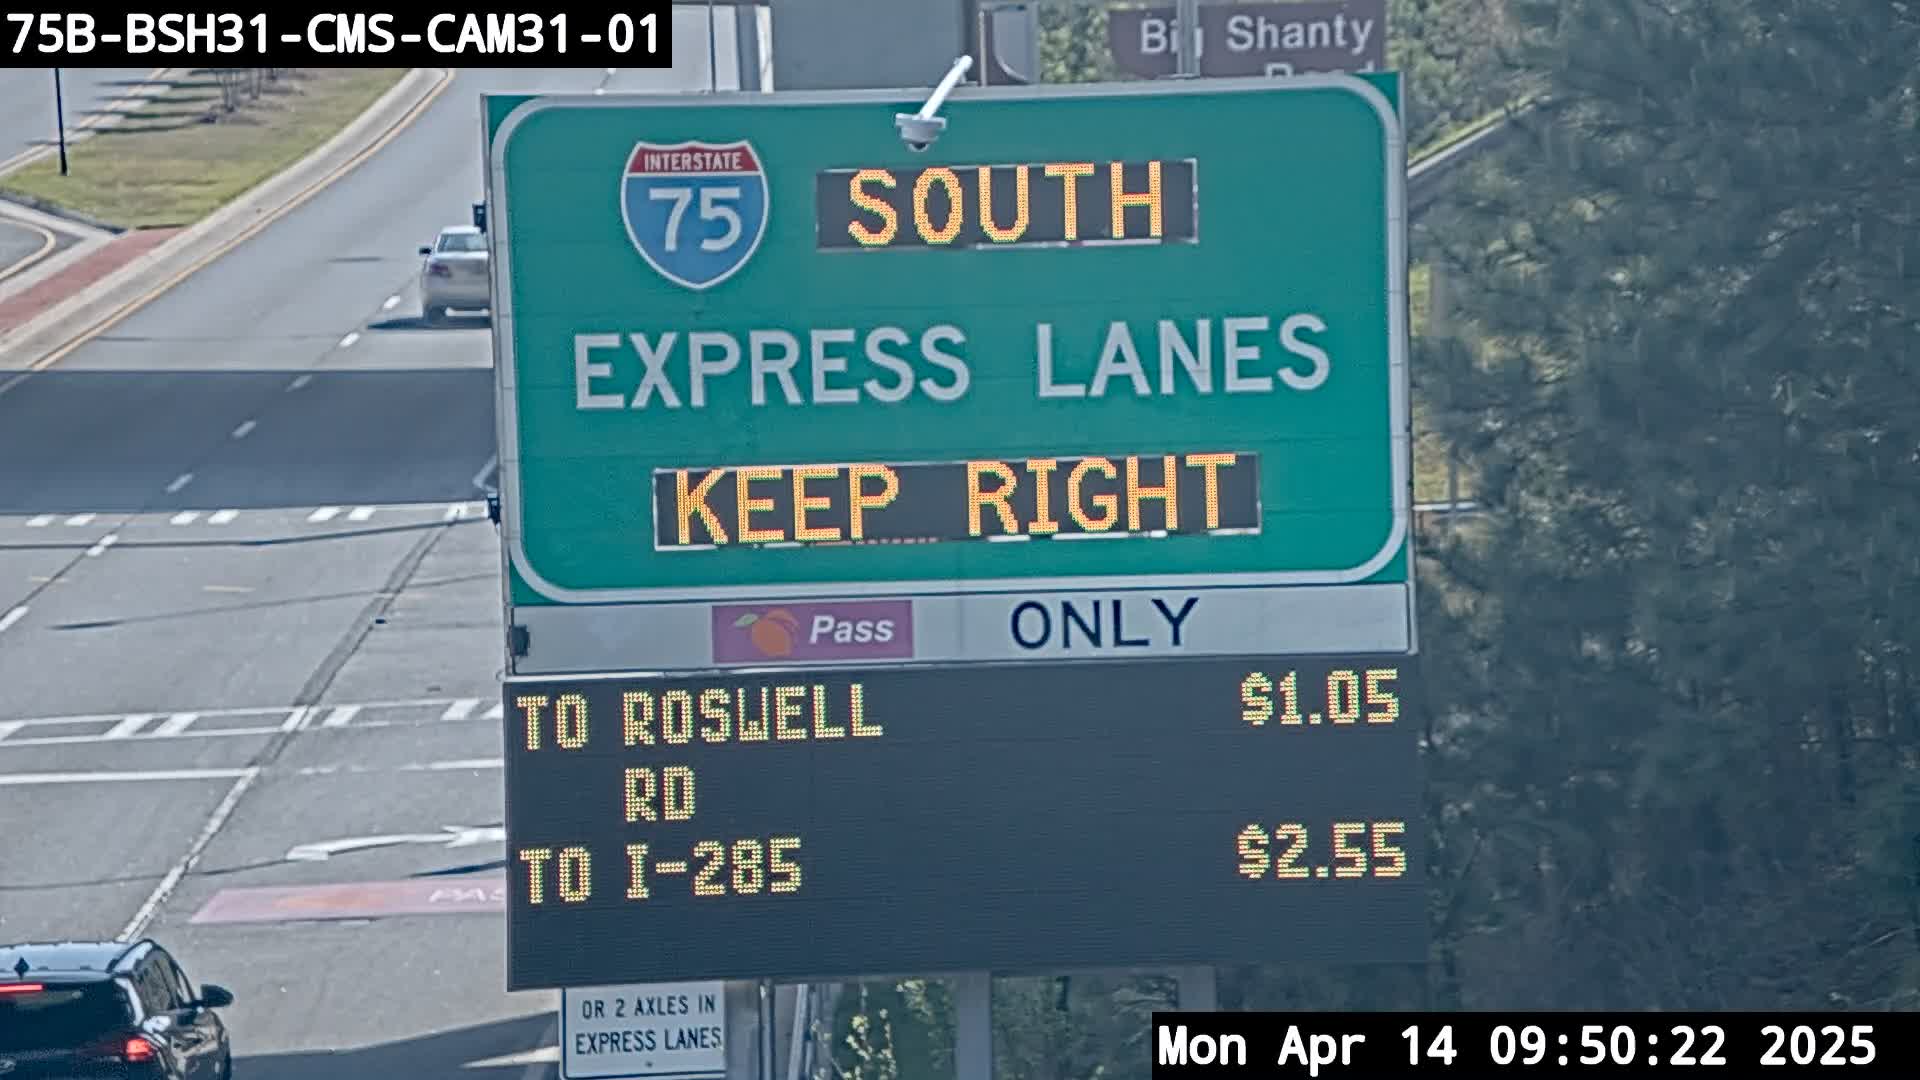 75B-BSH31-CMS-CAM31-01
Big Shanty
Road
INTERSTATE
75
SOUTH
EXPRESS LANES
KEEP RIGHT
Pass ONLY
TO ROSWELL $1.05
RD
TO I-285 $2.55
PAS
OR 2 AXLES IN
EXPRESS LANES
Mon Apr 14 09:50:22 2025